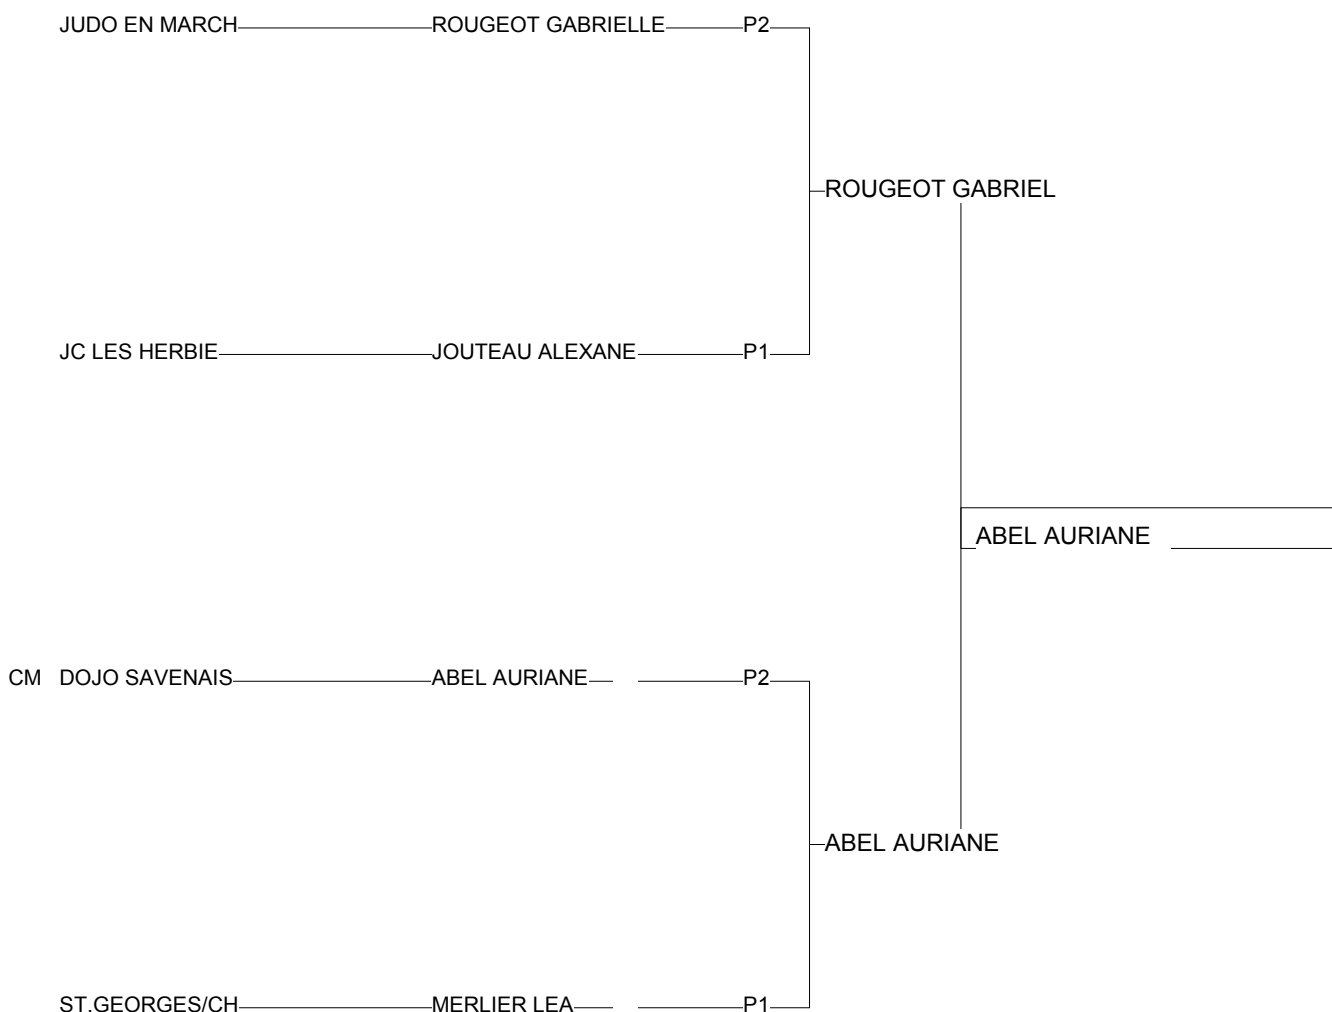 JUDO EN MARCH ROUGEOT GABRIELLE P2
ROUGEOT GABRIEL
JC LES HERBIE JOUTEAU ALEXANE P1
ABEL AURIANE
CM DOJO SAVENAIS ABEL AURIANE P2
ABEL AURIANE
ST.GEORGES/CH MERLIER LEA P1